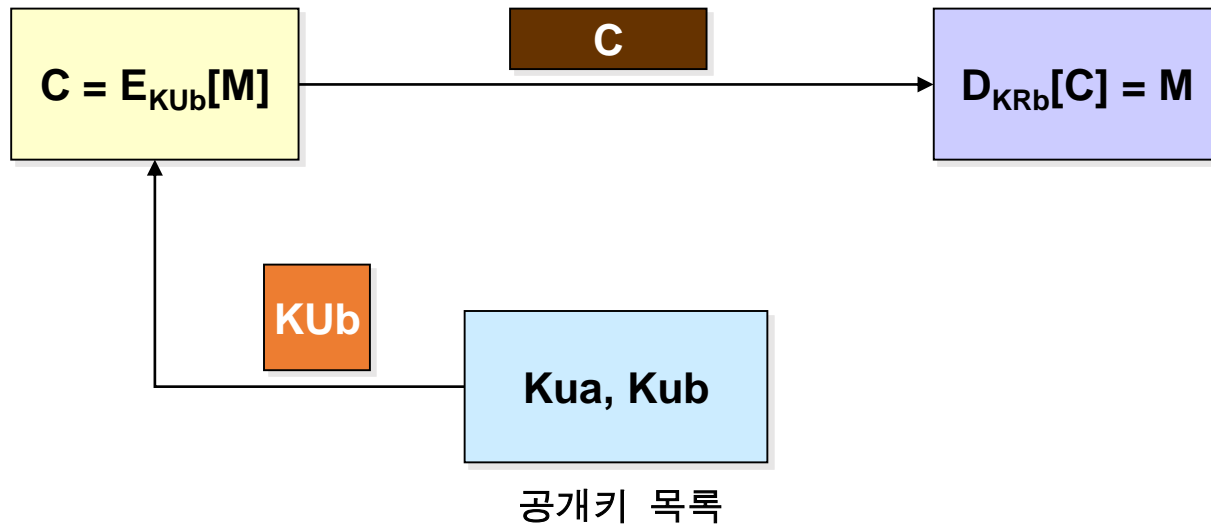 C
C = EKUb[M]
DKRb[C] = M
KUb
Kua, Kub
공개키 목록